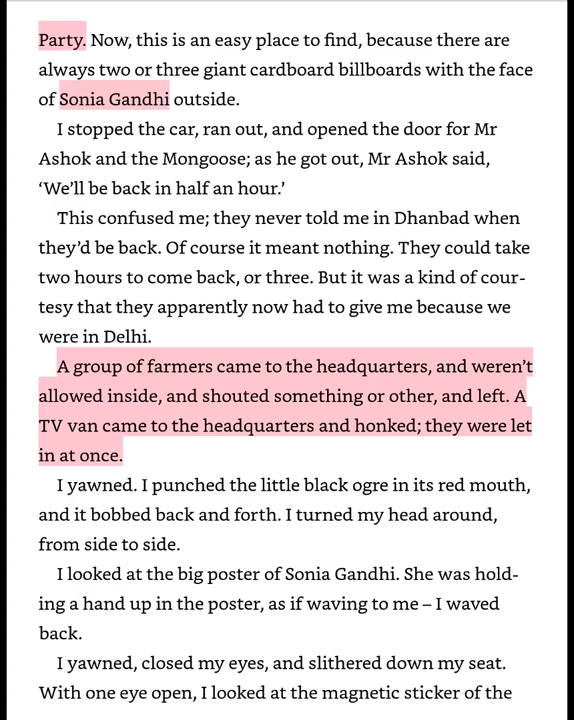 Party. Now, this is an easy place to find, because there are
always two or three giant cardboard billboards with the face
of Sonia Gandhi outside.
I stopped the car, ran out, and opened the door for Mr
Ashok and the Mongoose; as he got out, Mr Ashok said,
‘We’ll be back in half an hour.’
This confused me; they never told me in Dhanbad when
they’d be back. Of course it meant nothing. They could take
two hours to come back, or three. But it was a kind of cour-
tesy that they apparently now had to give me because we
were in Delhi.
A group of farmers came to the headquarters, and weren’t
allowed inside, and shouted something or other, and left. A
TV van came to the headquarters and honked; they were let
in at once.
I yawned. I punched the little black ogre in its red mouth,
and it bobbed back and forth. I turned my head around,
from side to side.
I looked at the big poster of Sonia Gandhi. She was hold-
ing a hand up in the poster, as if waving to me – I waved
back.
I yawned, closed my eyes, and slithered down my seat.
With one eye open, I looked at the magnetic sticker of the